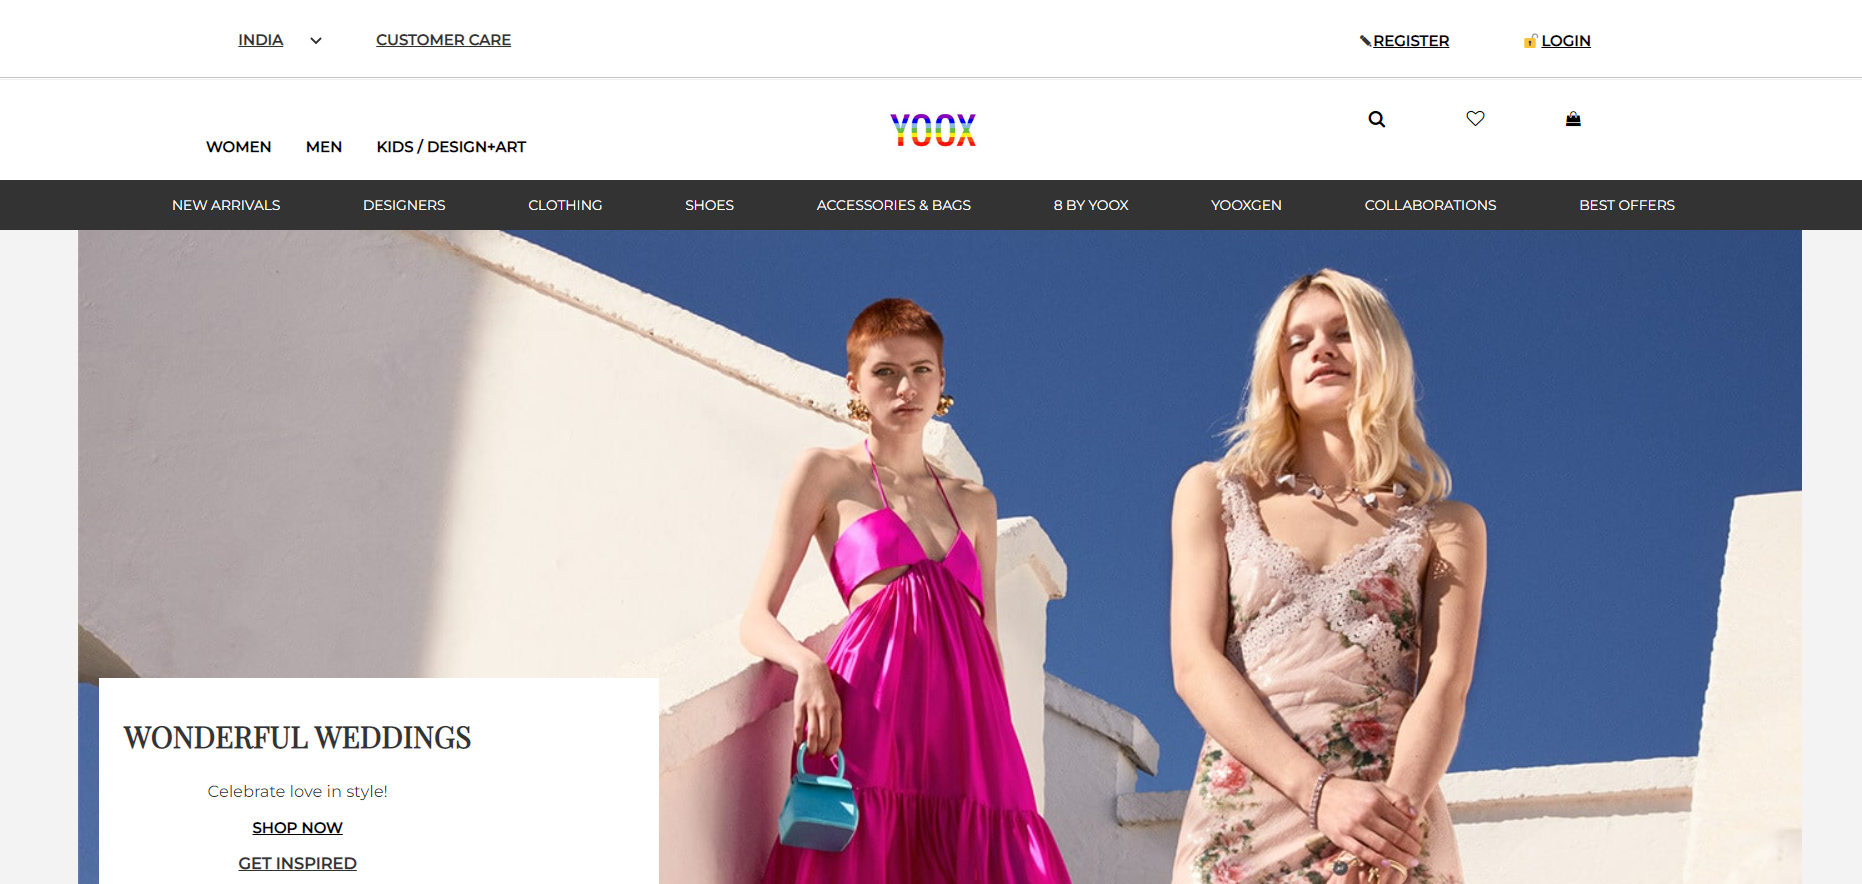 INDIA
CUSTOMER CARE
REGISTER
LOGIN
WOMEN
MEN
KIDS / DESIGN+ART
YOOX
NEW ARRIVALS
DESIGNERS
CLOTHING
SHOES
ACCESSORIES & BAGS
8 BY YOOX
YOOXGEN
COLLABORATIONS
BEST OFFERS
WONDERFUL WEDDINGS
Celebrate love in style!
SHOP NOW
GET INSPIRED